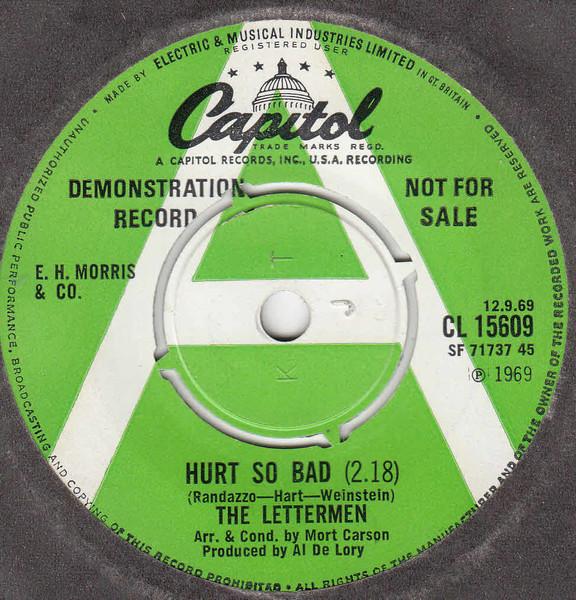 MADE BY ELECTRIC & MUSICAL INDUSTRIES LIMITED IN GT. BRITAIN •
REGISTERED USER
Capitol
TRADE MARKS REGD.
A CAPITOL RECORDS, INC., U.S.A. RECORDING
DEMONSTRATION
RECORD
NOT FOR
SALE
E. H. MORRIS
& CO.
K T
12.9.69
CL 15609
SF 71737 45
℗ 1969
HURT SO BAD (2.18)
(Randazzo—Hart—Weinstein)
THE LETTERMEN
Arr. & Cond. by Mort Carson
Produced by Al De Lory
UNAUTHORIZED PUBLIC PERFORMANCE, BROADCASTING AND COPYING OF THIS RECORD PROHIBITED • ALL RIGHTS OF THE MANUFACTURER AND OF THE OWNER OF THE RECORDED WORK ARE RESERVED